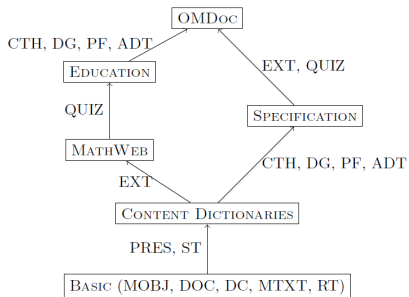 OMDoc
CTH, DG, PF, ADT
EXT, QUIZ
Education
QUIZ
Specification
MathWeb
CTH, DG, PF, ADT
EXT
Content Dictionaries
PRES, ST
Basic (MOBJ, DOC, DC, MTXT, RT)